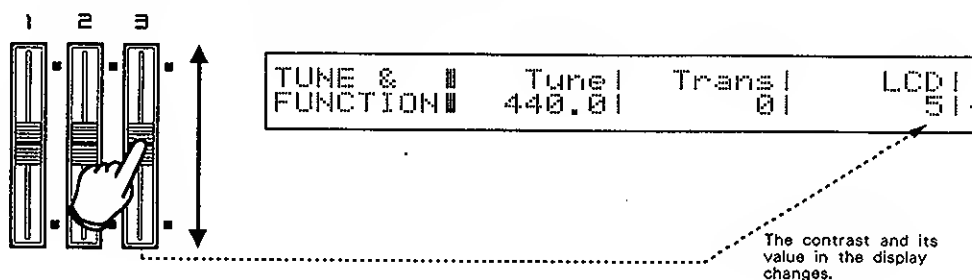 1 2 3
TUNE & Tune| Trans| LCD|
FUNCTION 440.0| 0| 5|
The contrast and its
value in the display
changes.